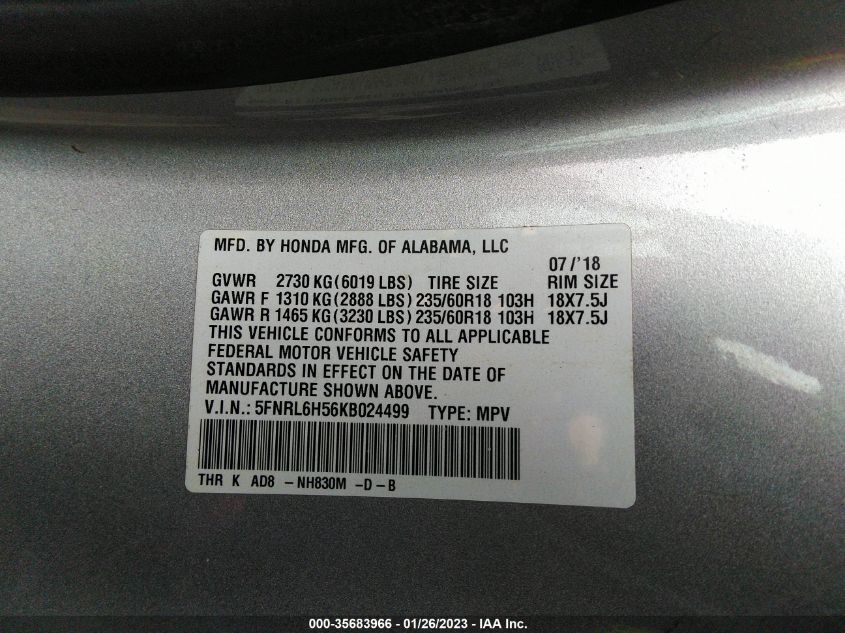 MFD. BY HONDA MFG. OF ALABAMA, LLC
07/'18
GVWR 2730 KG(6019 LBS) TIRE SIZE RIM SIZE
GAWR F 1310 KG(2888 LBS) 235/60R18 103H 18X7.5J
GAWR R 1465 KG(3230 LBS) 235/60R18 103H 18X7.5J
THIS VEHICLE CONFORMS TO ALL APPLICABLE
FEDERAL MOTOR VEHICLE SAFETY
STANDARDS IN EFFECT ON THE DATE OF
MANUFACTURE SHOWN ABOVE.
V.I.N.: 5FNRL6H56KB024499 TYPE: MPV
THR K AD8 -NH830M -D-B
000-35683966 - 01/26/2023 - IAA Inc.